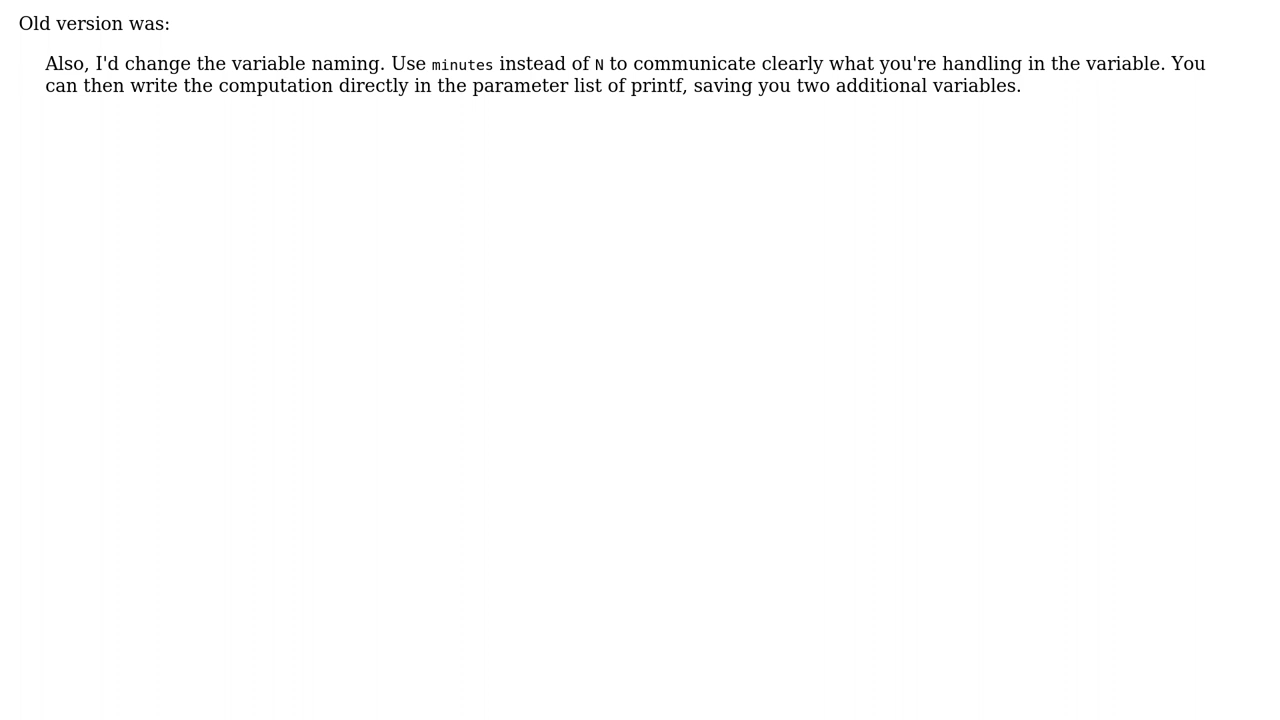 Old version was:
Also, I'd change the variable naming. Use minutes instead of N to communicate clearly what you're handling in the variable. You
can then write the computation directly in the parameter list of printf, saving you two additional variables.